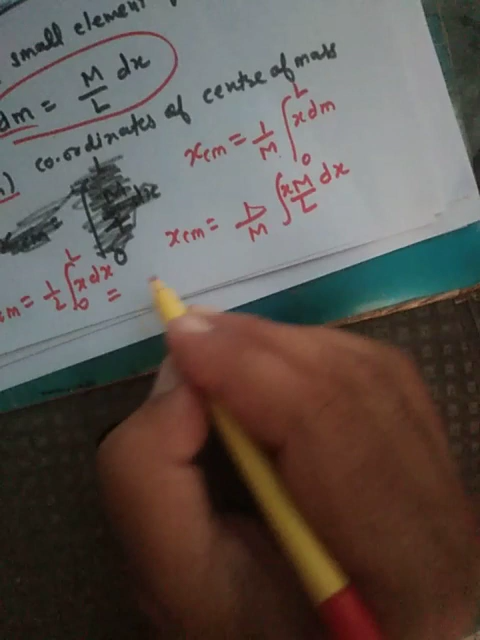 small element
dm = M/L dx
co.ordinates of centre of mass
xcm = 1/M ∫₀ᴸ x dm
xcm = 1/M ∫ x M/L dx
cm = 1/L ∫₀ᴸ x dx =